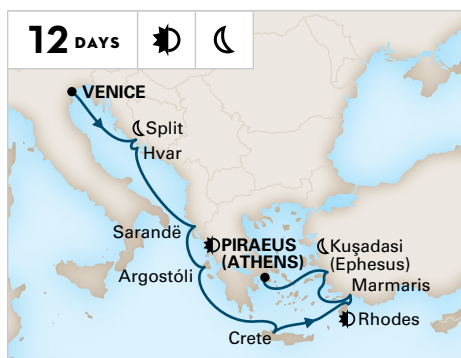 12 DAYS
VENICE
Split
Hvar
Sarandë
PIRAEUS
(ATHENS)
Kuşadasi
(Ephesus)
Argostóli
Marmaris
Rhodes
Crete